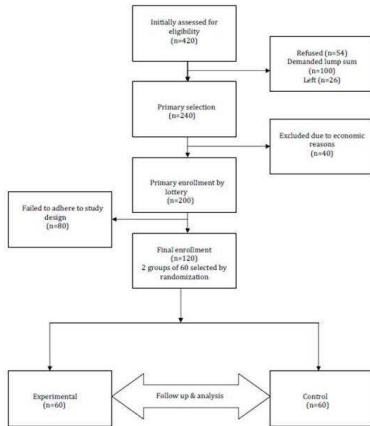 Initially assessed for
eligibility
(n=420)
Refused (n=54)
Demanded lump sum
(n=100)
Left (n=26)
Primary selection
(n=240)
Excluded due to economic
reasons
(n=40)
Primary enrollment by
lottery
(n=200)
Failed to adhere to study
design
(n=80)
Final enrollment
(n=120)
2 groups of 60 selected by
randomization
Experimental
(n=60)
Follow up & analysis
Control
(n=60)